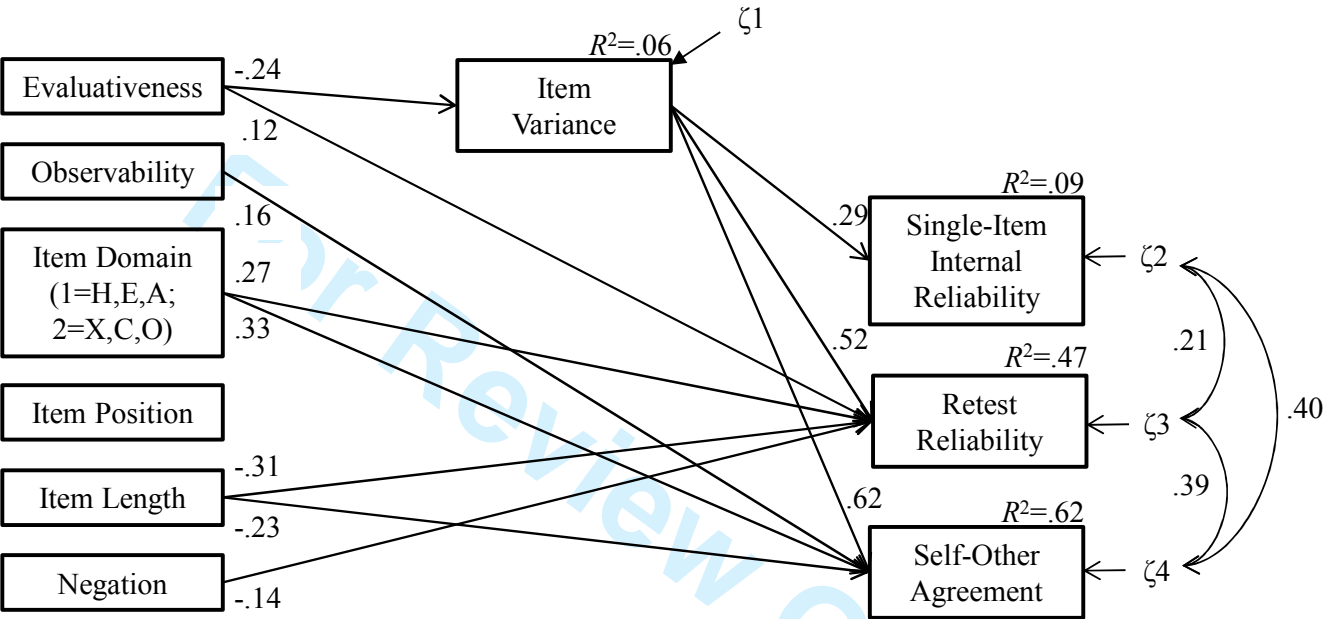 ζ1
R²=.06
Evaluativeness
-.24
.12
Item
Variance
Observability
.16
R²=.09
.29
Single-Item
Internal
Reliability
ζ2
Item Domain
(1=H,E,A;
2=X,C,O)
.27
.33
.52
.21
R²=.47
Item Position
Retest
Reliability
ζ3
.40
-.31
Item Length
-.23
.62
.39
R²=.62
Negation
-.14
Self-Other
Agreement
ζ4
For Review O